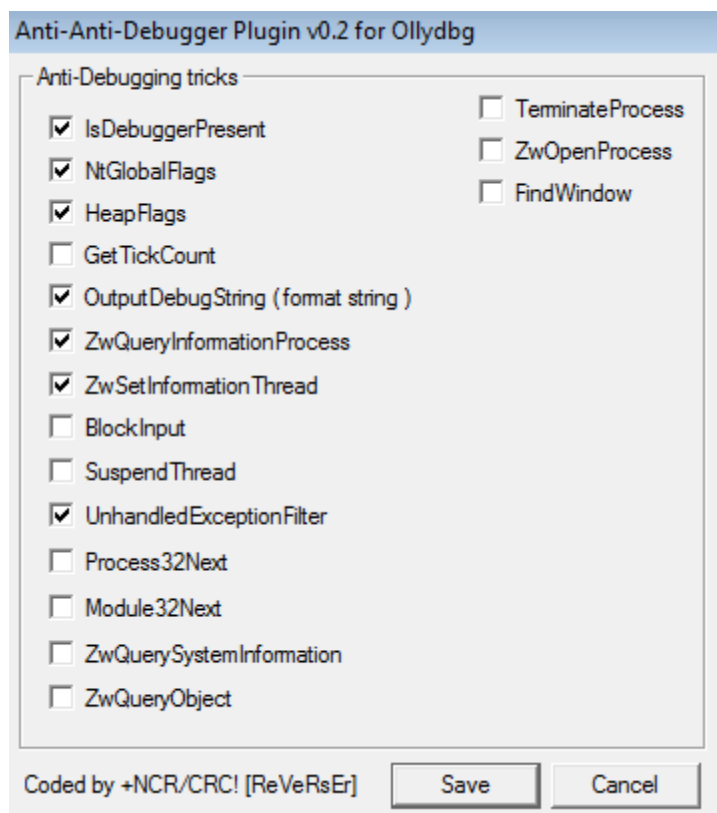 Anti-Anti-Debugger Plugin v0.2 for Ollydbg
Anti-Debugging tricks
IsDebuggerPresent
NtGlobalFlags
HeapFlags
GetTickCount
OutputDebugString ( format string )
ZwQueryInformationProcess
ZwSetInformationThread
BlockInput
SuspendThread
UnhandledExceptionFilter
Process32Next
Module32Next
ZwQuerySystemInformation
ZwQueryObject
TerminateProcess
ZwOpenProcess
FindWindow
Coded by +NCR/CRC! [ReVeRsEr]
Save
Cancel